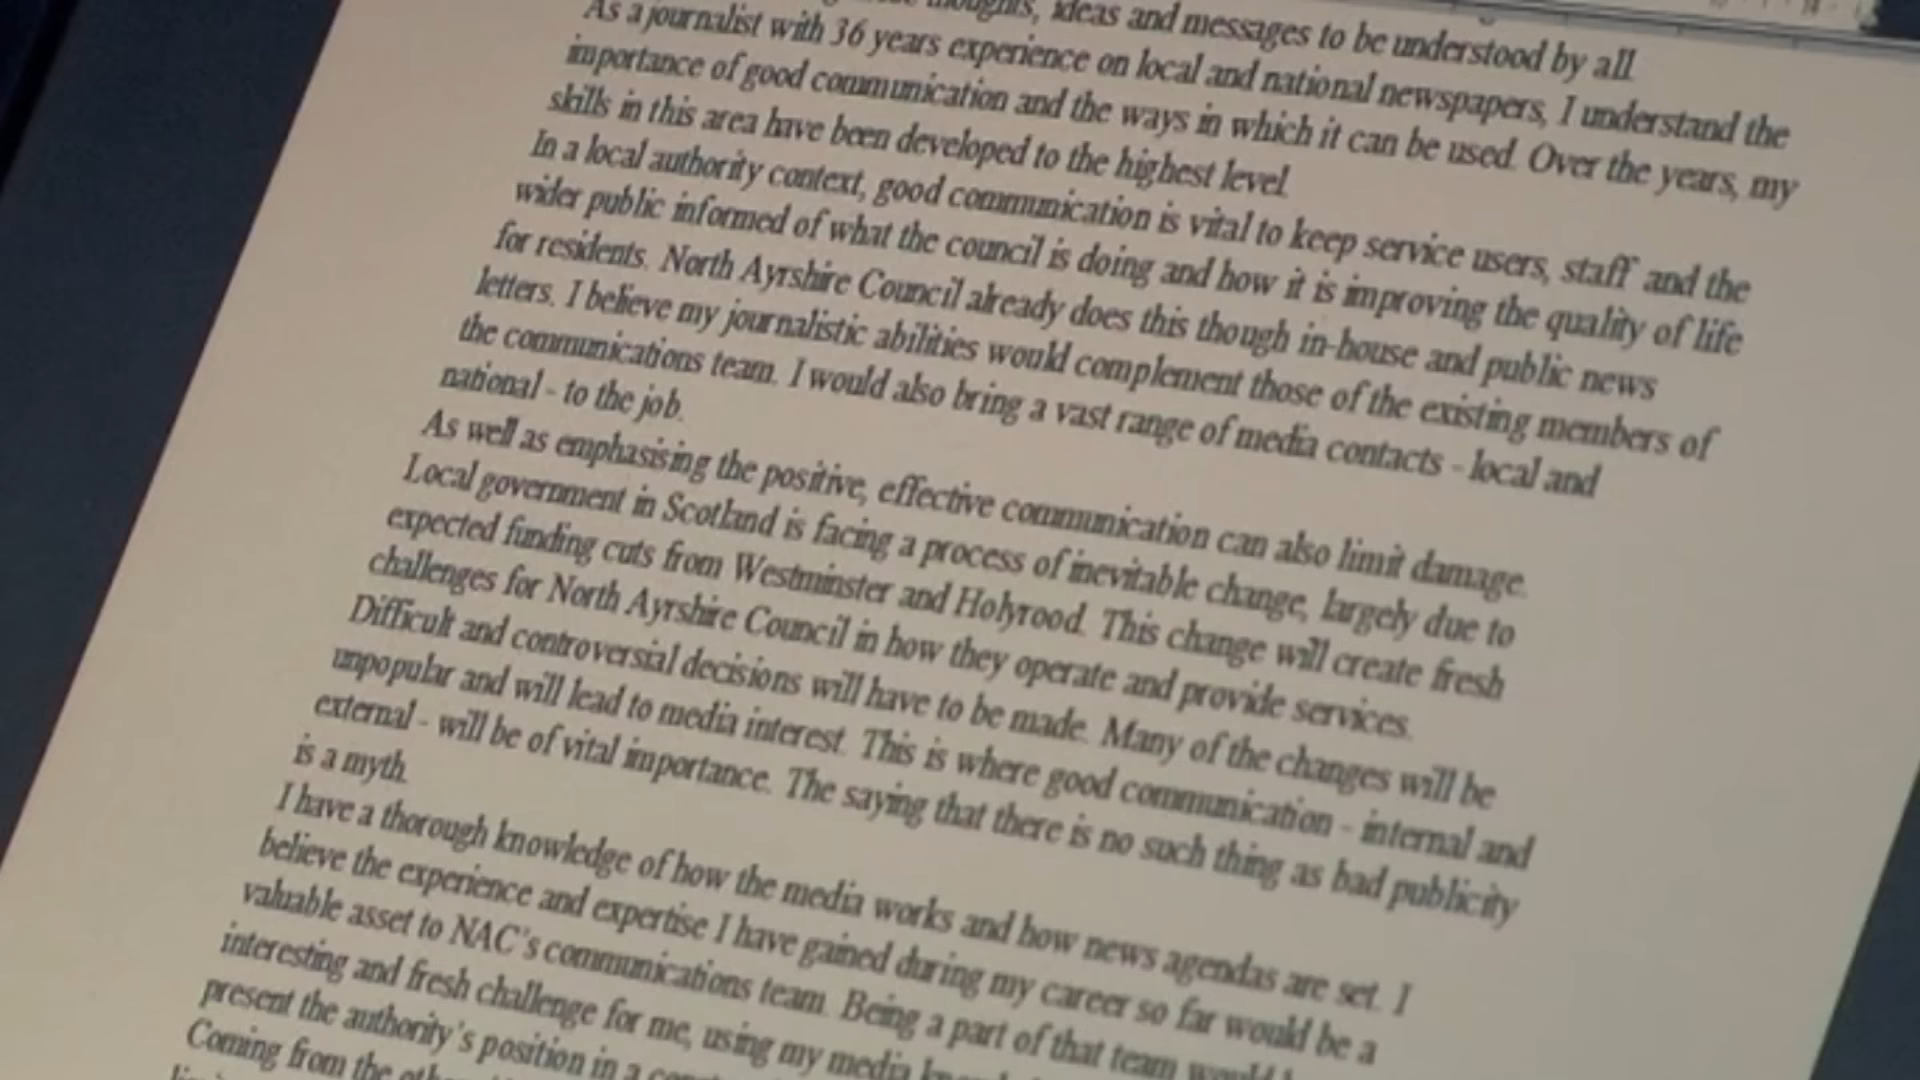 thoughts, ideas and messages to be understood by all.
As a journalist with 36 years experience on local and national newspapers, I understand the
importance of good communication and the ways in which it can be used. Over the years, my
skills in this area have been developed to the highest level.
In a local authority context, good communication is vital to keep service users, staff and the
wider public informed of what the council is doing and how it is improving the quality of life
for residents. North Ayrshire Council already does this though in-house and public news
letters. I believe my journalistic abilities would complement those of the existing members of
the communications team. I would also bring a vast range of media contacts - local and
national - to the job.
As well as emphasising the positive, effective communication can also limit damage.
Local government in Scotland is facing a process of inevitable change, largely due to
expected funding cuts from Westminster and Holyrood. This change will create fresh
challenges for North Ayrshire Council in how they operate and provide services.
Difficult and controversial decisions will have to be made. Many of the changes will be
unpopular and will lead to media interest. This is where good communication - internal and
external - will be of vital importance. The saying that there is no such thing as bad publicity
is a myth.
I have a thorough knowledge of how the media works and how news agendas are set. I
believe the experience and expertise I have gained during my career so far would be a
valuable asset to NAC's communications team. Being a part of that team would
interesting and fresh challenge for me, using my media
present the authority's position in a
Coming from the